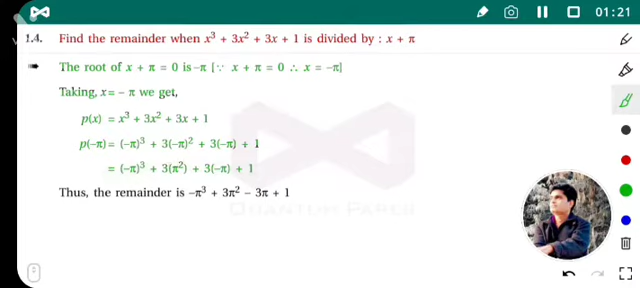 01:21
1.4. Find the remainder when x³ + 3x² + 3x + 1 is divided by : x + π
➠ The root of x + π = 0 is –π [∵ x + π = 0 ∴ x = –π]
Taking, x = – π we get,
p(x) = x³ + 3x² + 3x + 1
p(–π) = (–π)³ + 3(–π)² + 3(–π) + 1
= (–π)³ + 3(π²) + 3(–π) + 1
Thus, the remainder is –π³ + 3π² – 3π + 1
QUANTUM PAPER